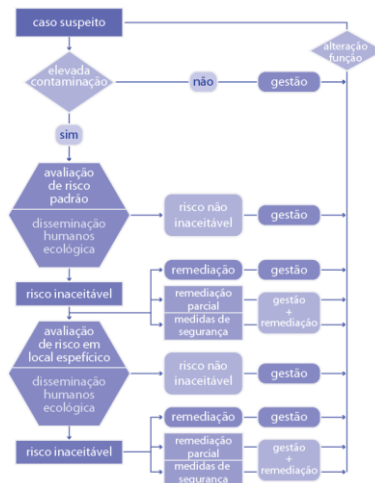 caso suspeito
alteração
função
elevada
contaminação
não
gestão
sim
avaliação
de risco
padrão
disseminação
humanos
ecológica
risco não
inaceitável
gestão
risco inaceitável
remediação
gestão
remediação
parcial
medidas de
segurança
gestão
+
remediação
avaliação
de risco em
local espefícico
disseminação
humanos
ecológica
risco não
inaceitável
gestão
risco inaceitável
remediação
gestão
remediação
parcial
medidas de
segurança
gestão
+
remediação